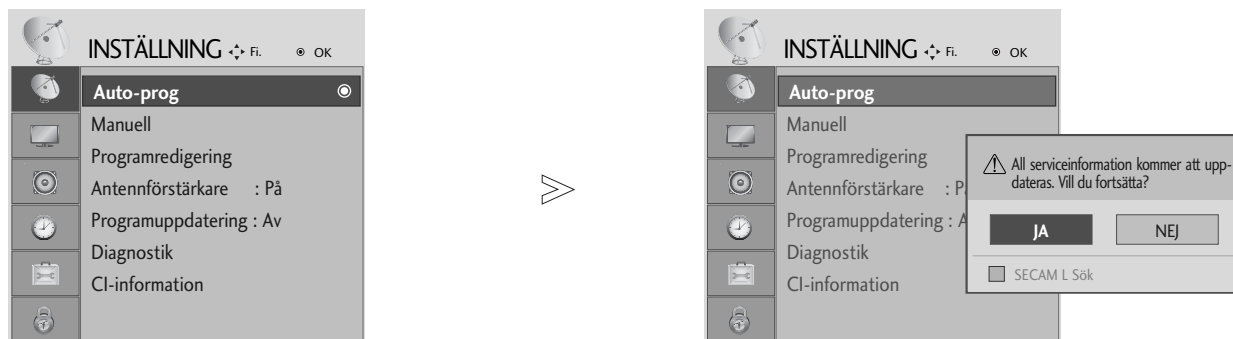 INSTÄLLNING Fi. OK
Auto-prog
Manuell
Programredigering
Antennförstärkare : På
Programuppdatering : Av
Diagnostik
CI-information
INSTÄLLNING Fi. OK
Auto-prog
Manuell
Programredigering
Antennförstärkare : P
Programuppdatering : A
Diagnostik
CI-information
All serviceinformation kommer att upp-
dateras. Vill du fortsätta?
JA NEJ
SECAM L Sök